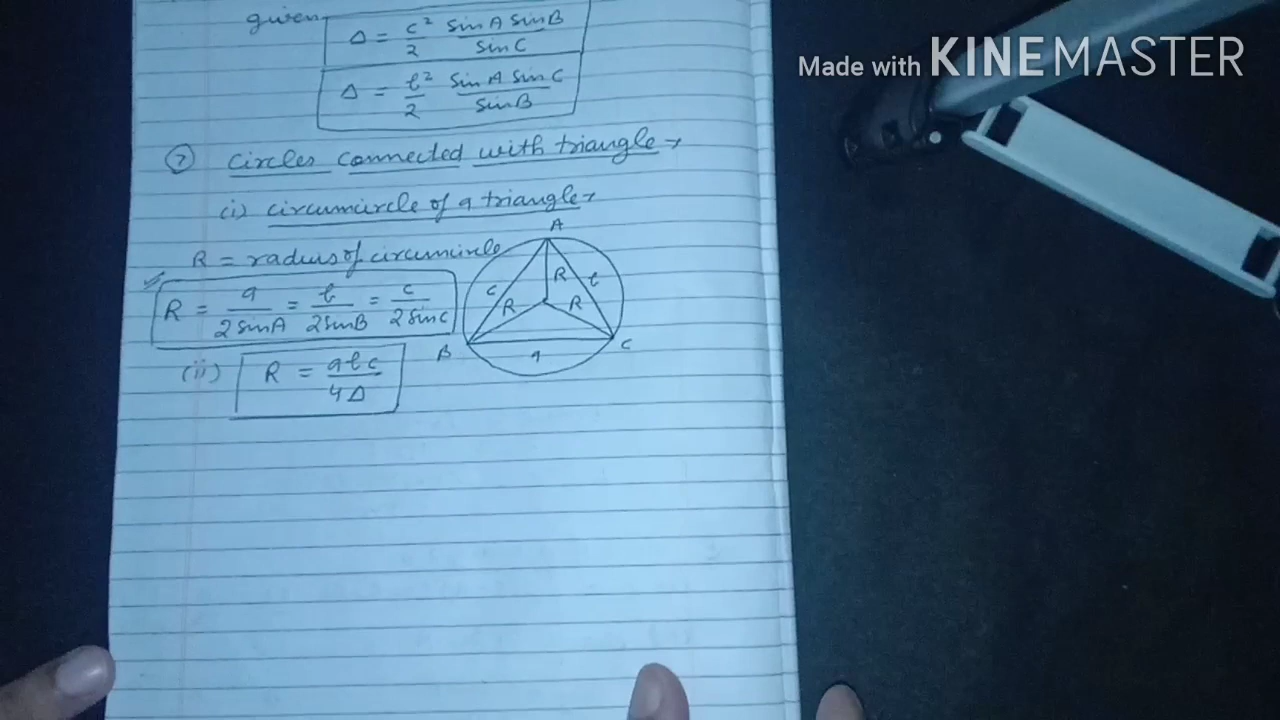 given
Δ = c²/2 sinA sinB/sinC
Δ = b²/2 sinA sinC/sinB
Made with KINEMASTER
(7) circles connected with triangle →
(i) circumcircle of a triangle →
A
R = radius of circumcircle
c R R R b
R = a/2sinA = b/2sinB = c/2sinC
B a C
(ii) R = abc/4Δ